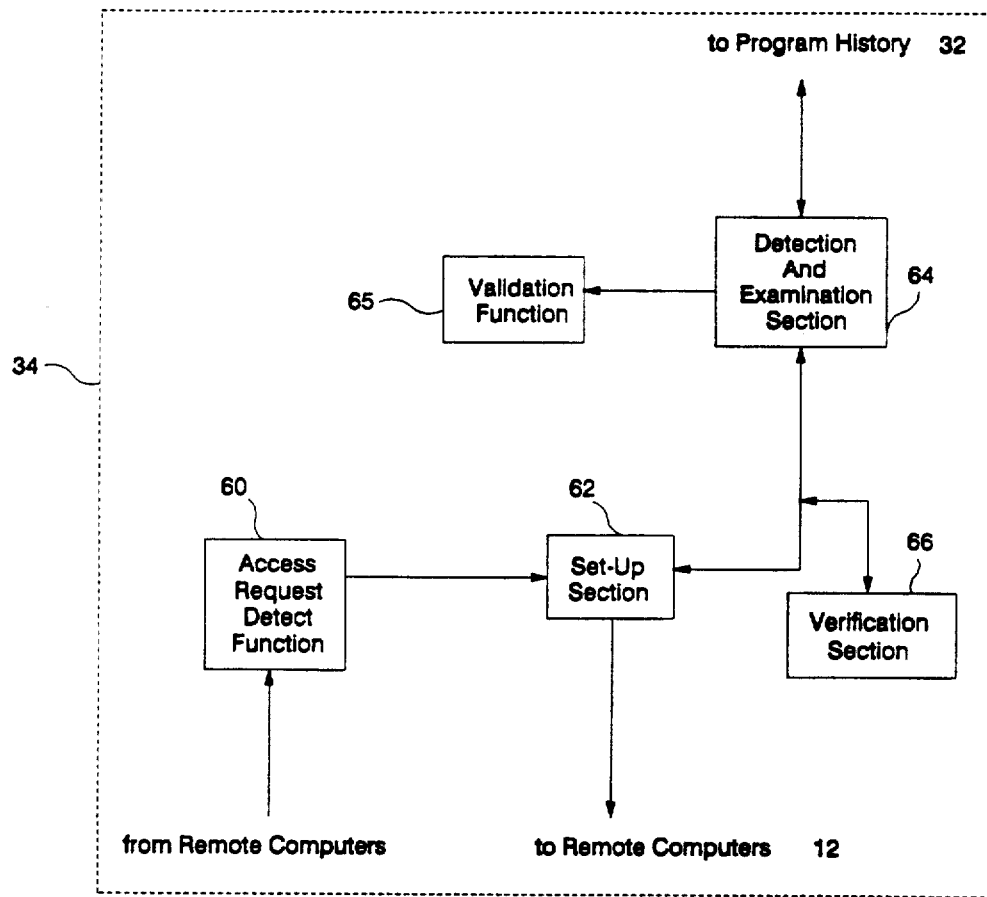 to Program History 32
Detection
And
Examination
Section
64
Validation
Function
65
34
60
62
Access
Request
Detect
Function
Set-Up
Section
66
Verification
Section
from Remote Computers
to Remote Computers 12